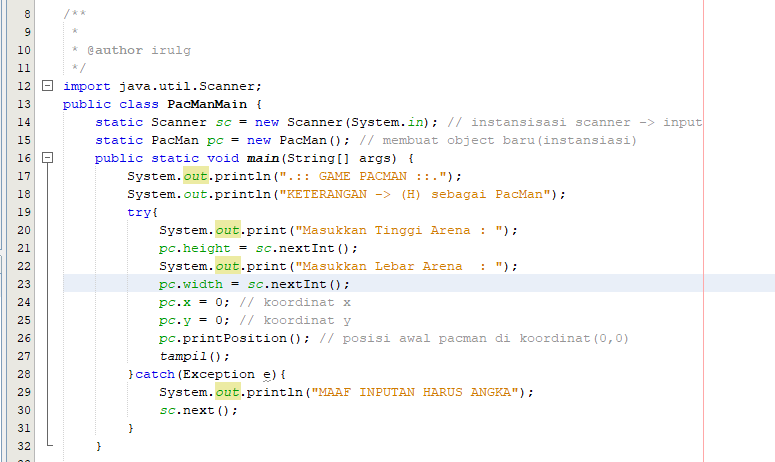 8 /**
9 *
10 * @author irulg
11 */
12 import java.util.Scanner;
13 public class PacManMain {
14 static Scanner sc = new Scanner(System.in); // instansisasi scanner -> input
15 static PacMan pc = new PacMan(); // membuat object baru(instansiasi)
16 public static void main(String[] args) {
17 System.out.println(".:: GAME PACMAN ::.");
18 System.out.println("KETERANGAN -> (H) sebagai PacMan");
19 try{
20 System.out.print("Masukkan Tinggi Arena : ");
21 pc.height = sc.nextInt();
22 System.out.print("Masukkan Lebar Arena  : ");
23 pc.width = sc.nextInt();
24 pc.x = 0; // koordinat x
25 pc.y = 0; // koordinat y
26 pc.printPosition(); // posisi awal pacman di koordinat(0,0)
27 tampil();
28 }catch(Exception e){
29 System.out.println("MAAF INPUTAN HARUS ANGKA");
30 sc.next();
31 }
32 }